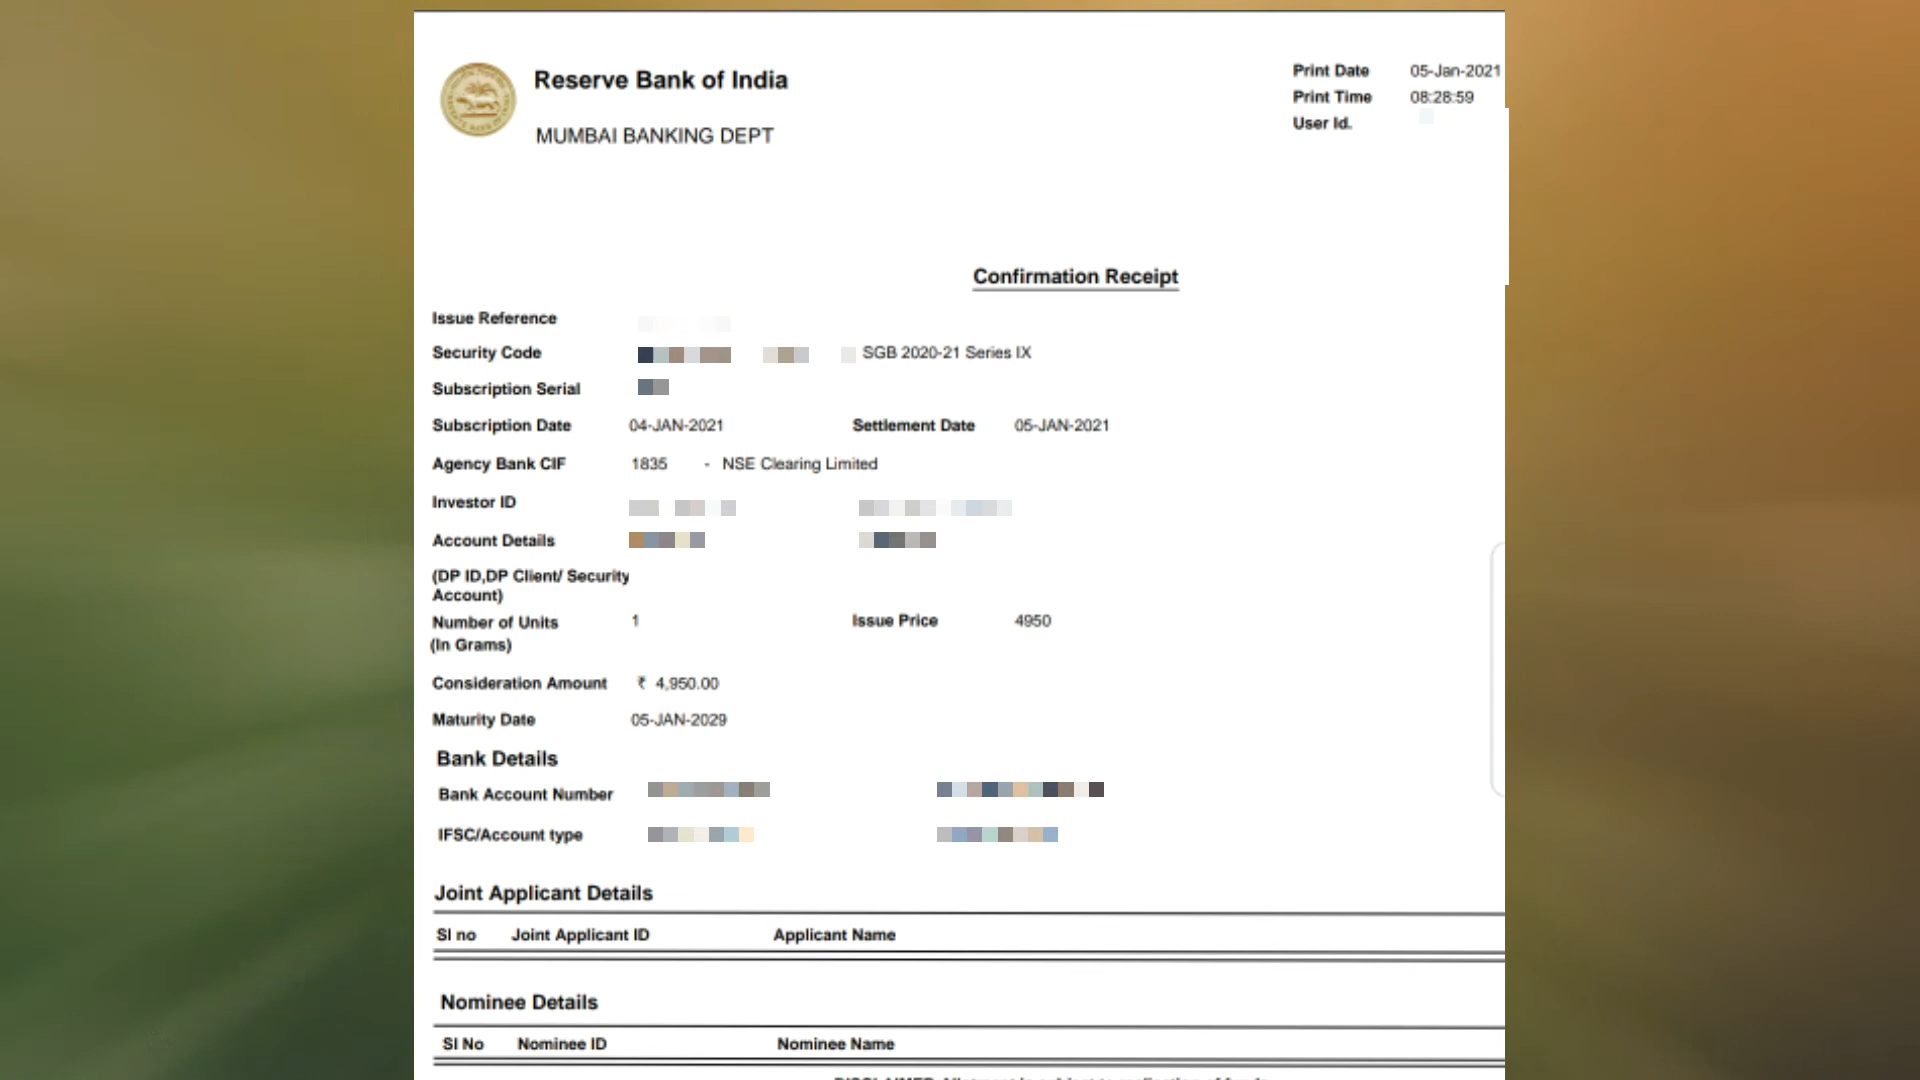 Reserve Bank of India
MUMBAI BANKING DEPT
Print Date 05-Jan-2021
Print Time 08:28:59
User Id.
Confirmation Receipt
Issue Reference
Security Code SGB 2020-21 Series IX
Subscription Serial
Subscription Date 04-JAN-2021 Settlement Date 05-JAN-2021
Agency Bank CIF 1835 - NSE Clearing Limited
Investor ID
Account Details
(DP ID,DP Client/ Security
Account)
Number of Units 1 Issue Price 4950
(In Grams)
Consideration Amount ₹ 4,950.00
Maturity Date 05-JAN-2029
Bank Details
Bank Account Number
IFSC/Account type
Joint Applicant Details
Sl no Joint Applicant ID Applicant Name
Nominee Details
Sl No Nominee ID Nominee Name